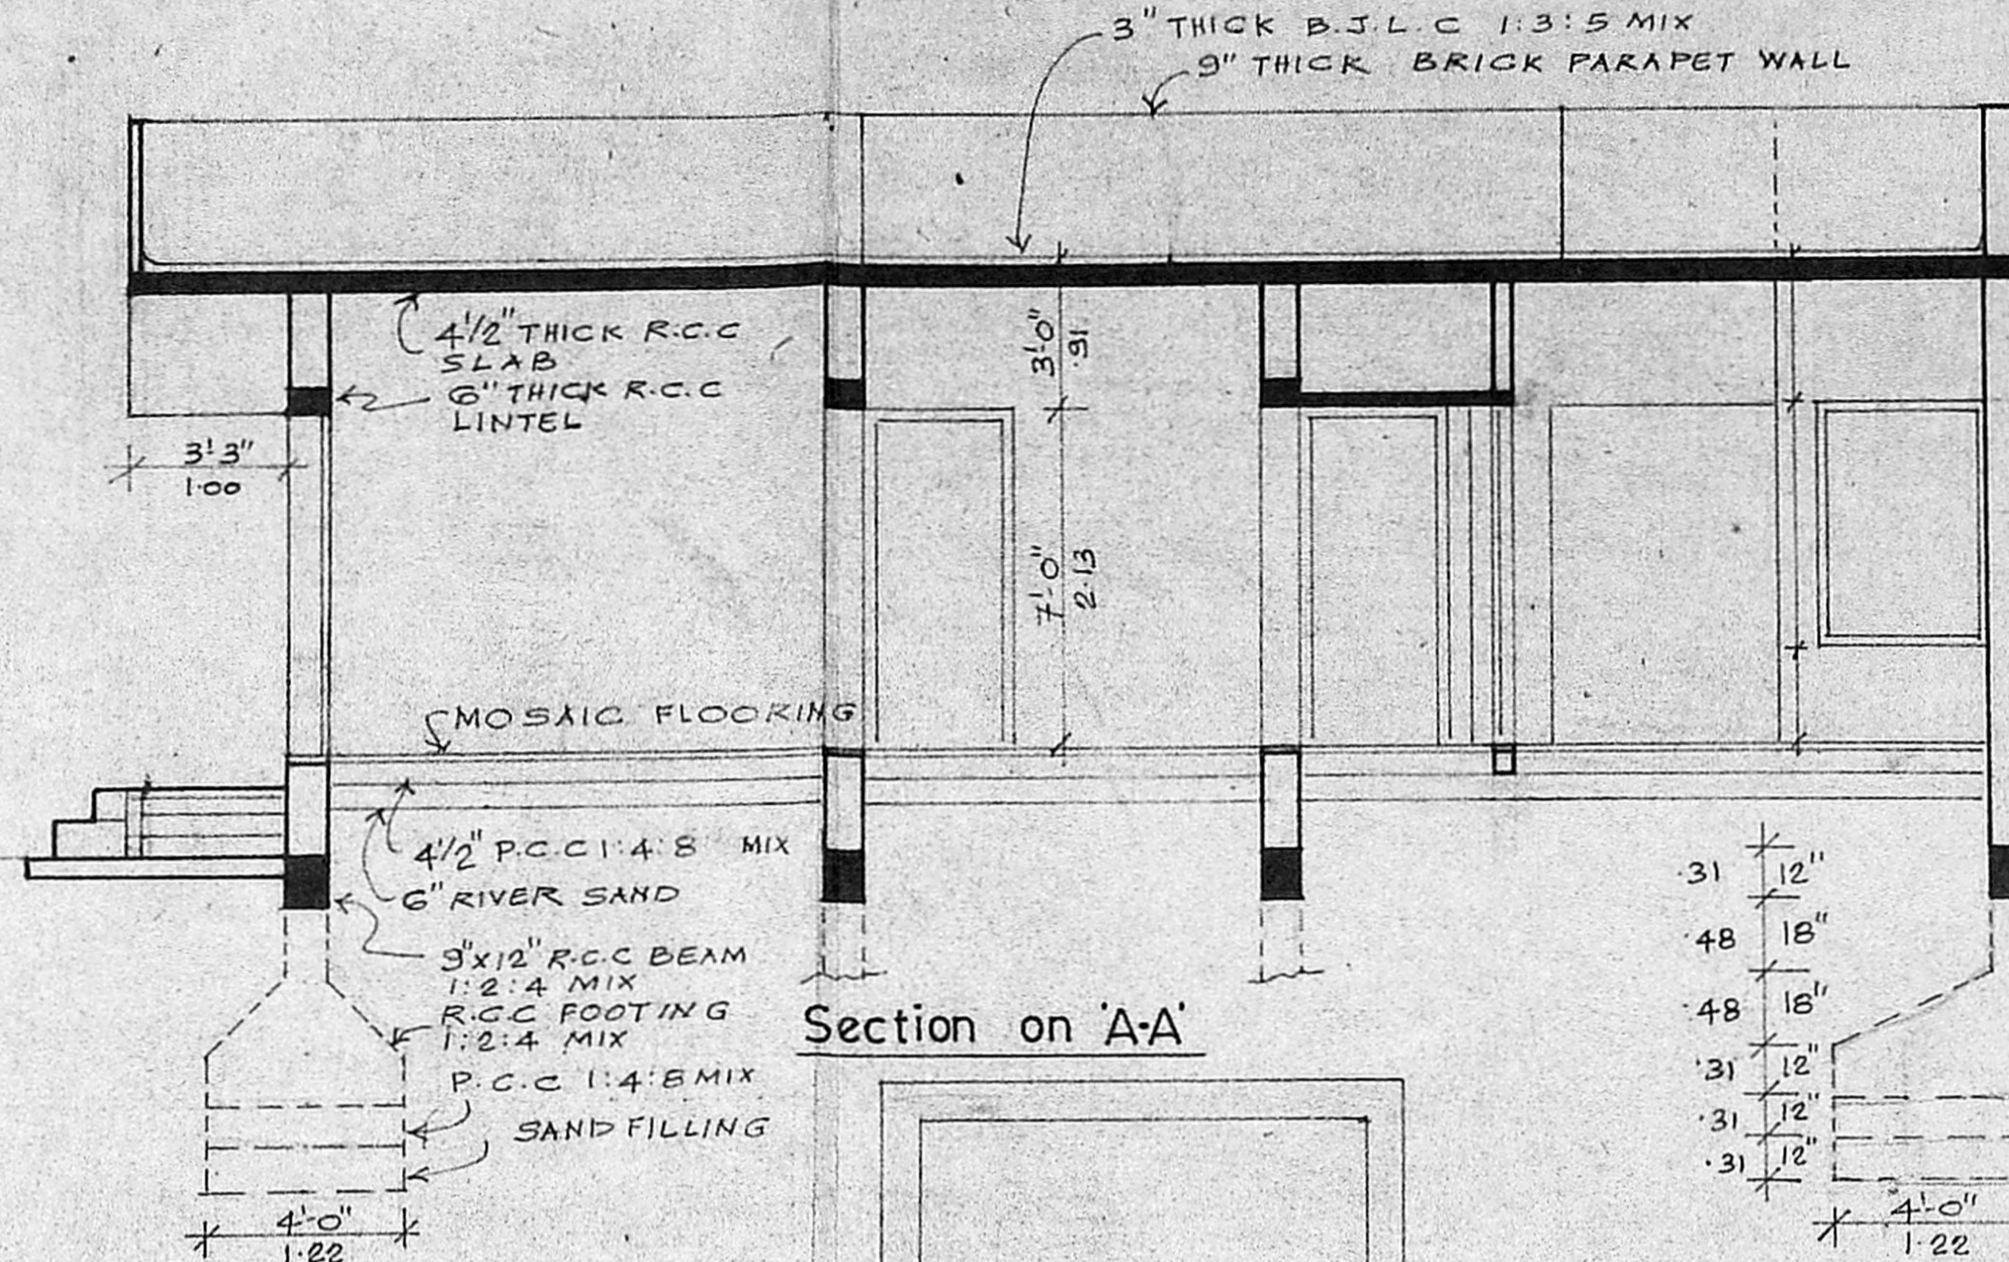 3" THICK B.J.L.C 1:3:5 MIX
9" THICK BRICK PARAPET WALL
4½" THICK R.C.C
SLAB
6" THICK R.C.C
LINTEL
3'-0"
.91
3'3"
1.00
7'-0"
2.13
MOSAIC FLOORING
4½" P.C.C 1:4:8 MIX
6" RIVER SAND
9"x12" R.C.C BEAM
1:2:4 MIX
R.C.C FOOTING
1:2:4 MIX
P.C.C 1:4:8 MIX
SAND FILLING
4'-0"
1.22
Section on 'A-A'
.31 12"
.48 18"
.48 18"
.31 12"
.31 12"
.31 12"
4'-0"
1.22